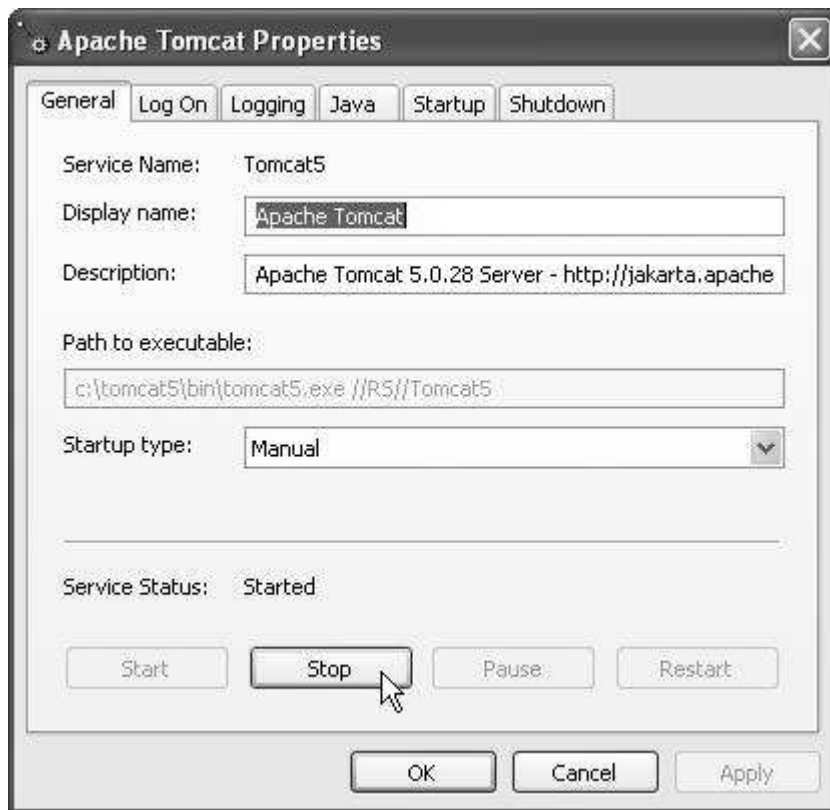 Apache Tomcat Properties
General Log On Logging Java Startup Shutdown
Service Name: Tomcat5
Display name: Apache Tomcat
Description: Apache Tomcat 5.0.28 Server - http://jakarta.apache
Path to executable:
c:\tomcat5\bin\tomcat5.exe //RS//Tomcat5
Startup type: Manual
Service Status: Started
Start Stop Pause Restart
OK Cancel Apply